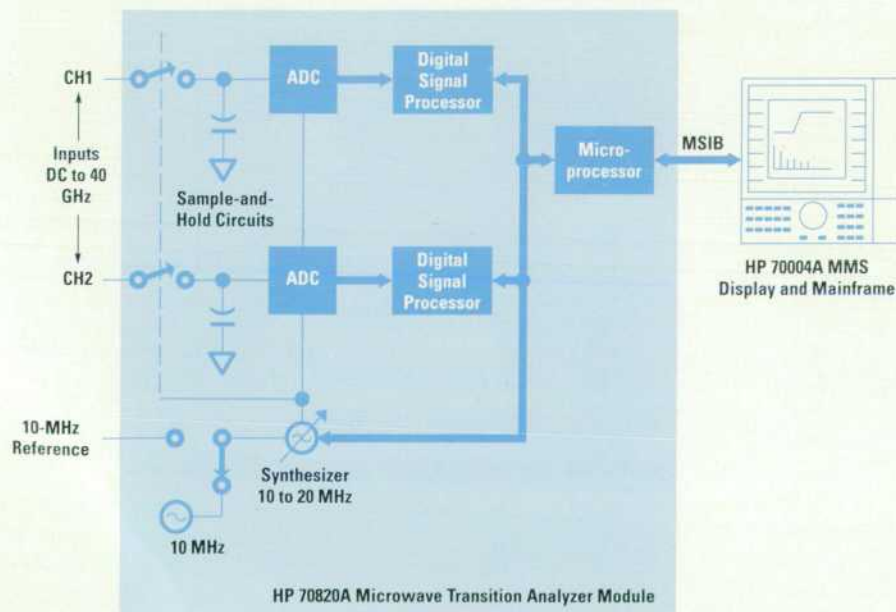 CH1
ADC
Digital
Signal
Processor
Inputs
DC to 40
GHz
Sample-and-
Hold Circuits
Micro-
processor
MSIB
CH2
ADC
Digital
Signal
Processor
HP 70004A MMS
Display and Mainframe
10-MHz
Reference
Synthesizer
10 to 20 MHz
10 MHz
HP 70820A Microwave Transition Analyzer Module